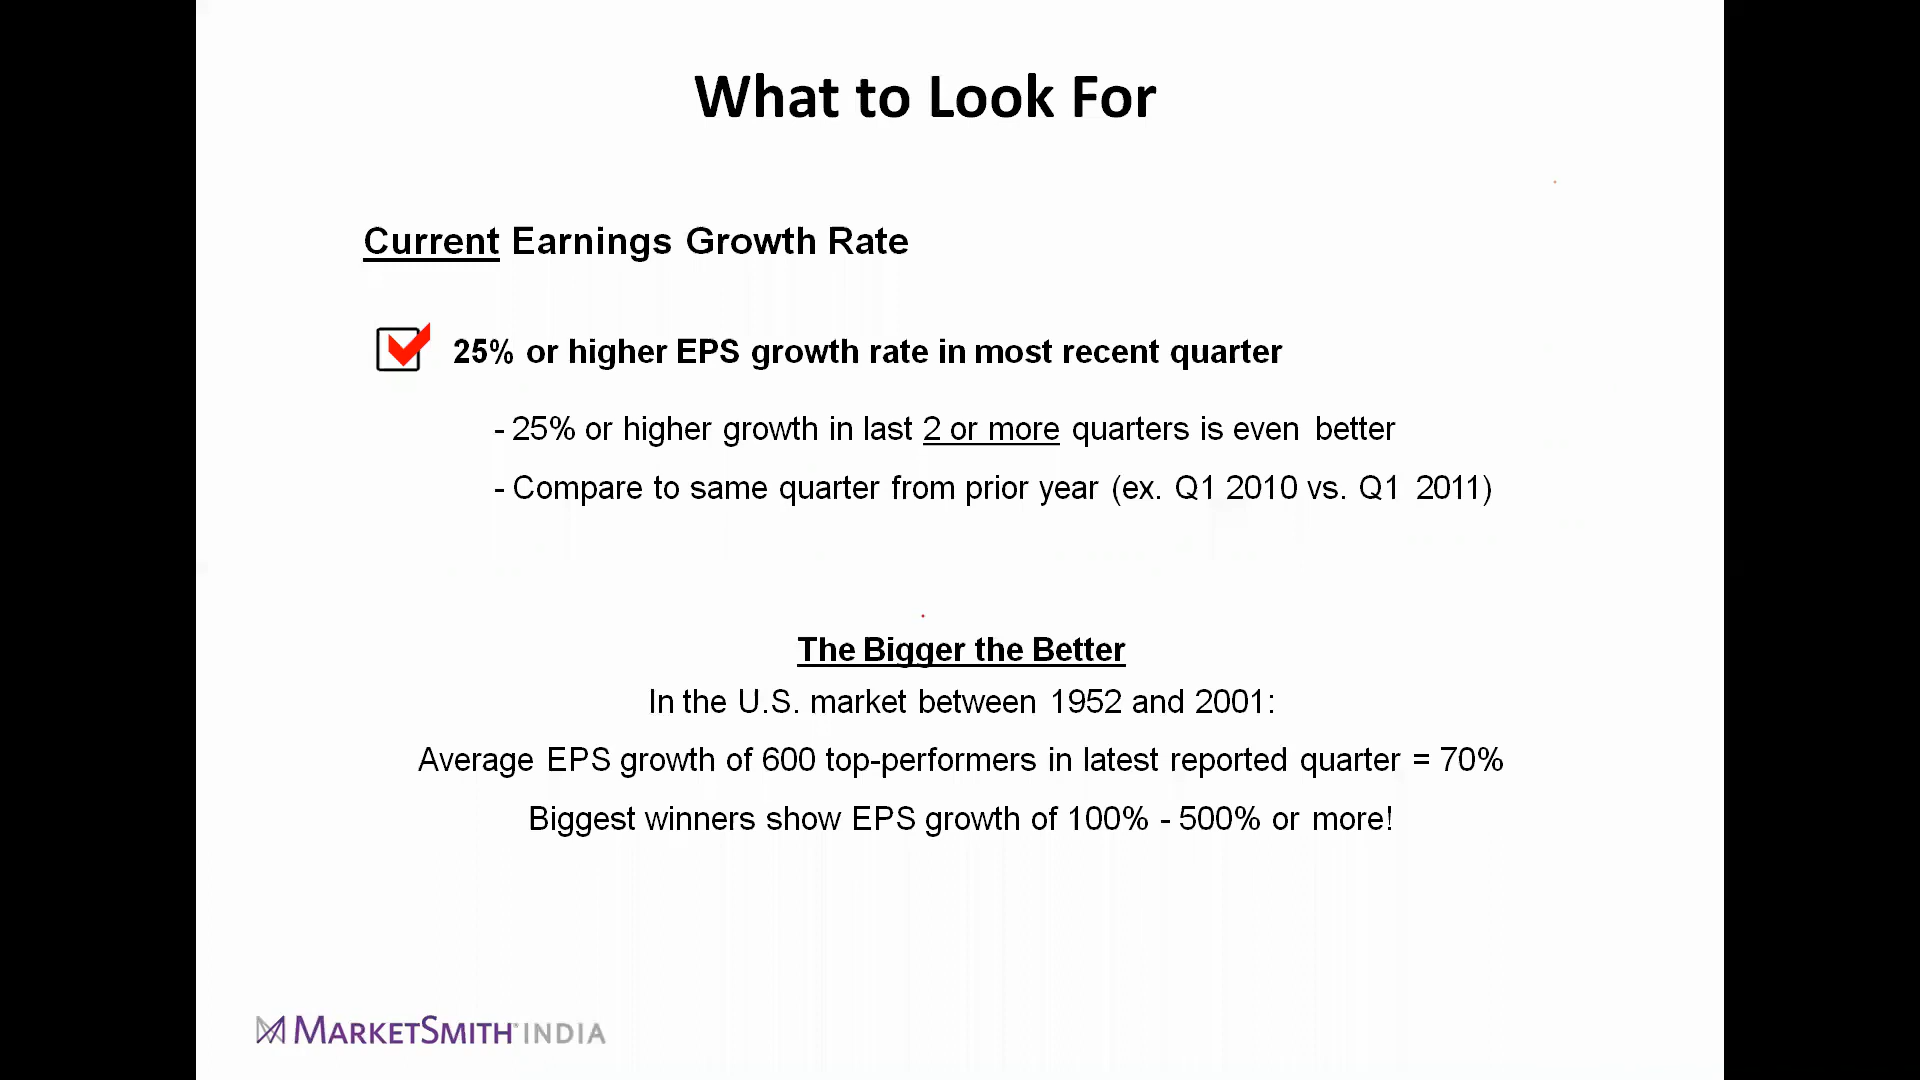 What to Look For
Current Earnings Growth Rate
25% or higher EPS growth rate in most recent quarter
- 25% or higher growth in last 2 or more quarters is even better
- Compare to same quarter from prior year (ex. Q1 2010 vs. Q1 2011)
The Bigger the Better
In the U.S. market between 1952 and 2001:
Average EPS growth of 600 top-performers in latest reported quarter = 70%
Biggest winners show EPS growth of 100% - 500% or more!
MARKETSMITH INDIA